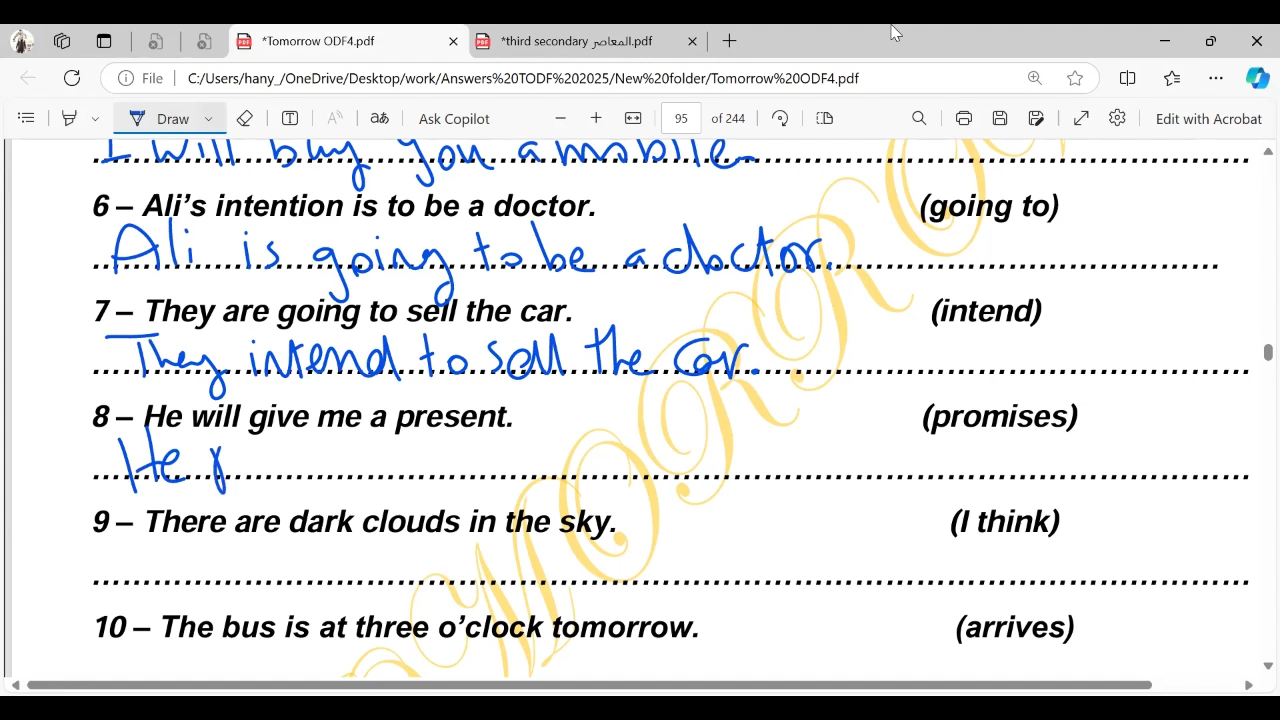 *Tomorrow ODF4.pdf
*third secondary المعاصر.pdf
File
C:/Users/hany_/OneDrive/Desktop/work/Answers%20TODF%202025/New%20folder/Tomorrow%20ODF4.pdf
Draw
Ask Copilot
95 of 244
Edit with Acrobat
I will buy you a mobile
6 – Ali's intention is to be a doctor. (going to)
Ali is going to be a doctor.
7 – They are going to sell the car. (intend)
They intend to sell the car.
8 – He will give me a present. (promises)
He p
9 – There are dark clouds in the sky. (I think)
10 – The bus is at three o'clock tomorrow. (arrives)